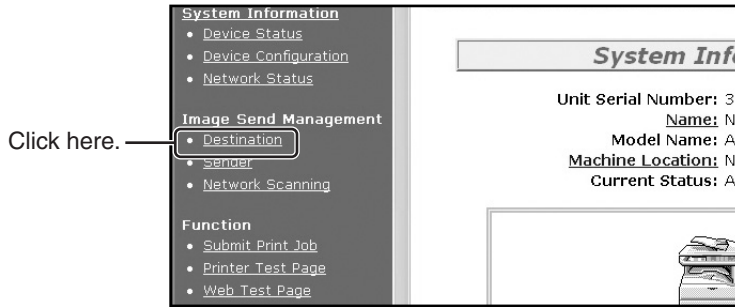 System Information
• Device Status
• Device Configuration
• Network Status
Image Send Management
Click here.
• Destination
• Sender
• Network Scanning
Function
• Submit Print Job
• Printer Test Page
• Web Test Page
System Inf
Unit Serial Number: 3
Name: N
Model Name: A
Machine Location: N
Current Status: A